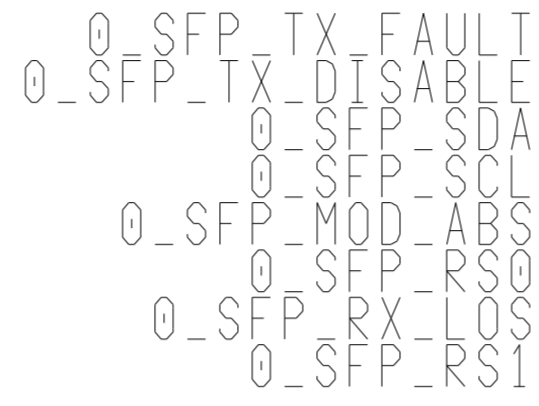 0_SFP_TX_FAULT
0_SFP_TX_DISABLE
0_SFP_SDA
0_SFP_SCL
0_SFP_MOD_ABS
0_SFP_RS0
0_SFP_RX_LOS
0_SFP_RS1